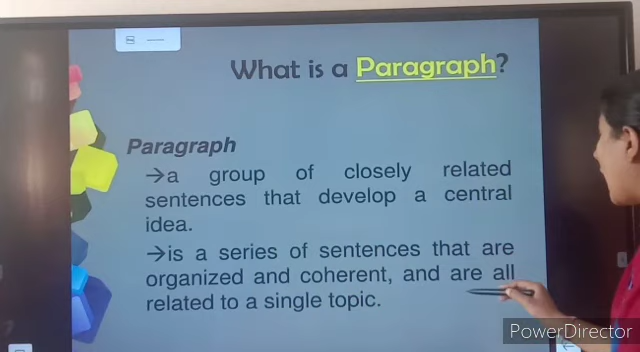 What is a Paragraph?
Paragraph
→a group of closely related
sentences that develop a central
idea.
→is a series of sentences that are
organized and coherent, and are all
related to a single topic.
PowerDirector